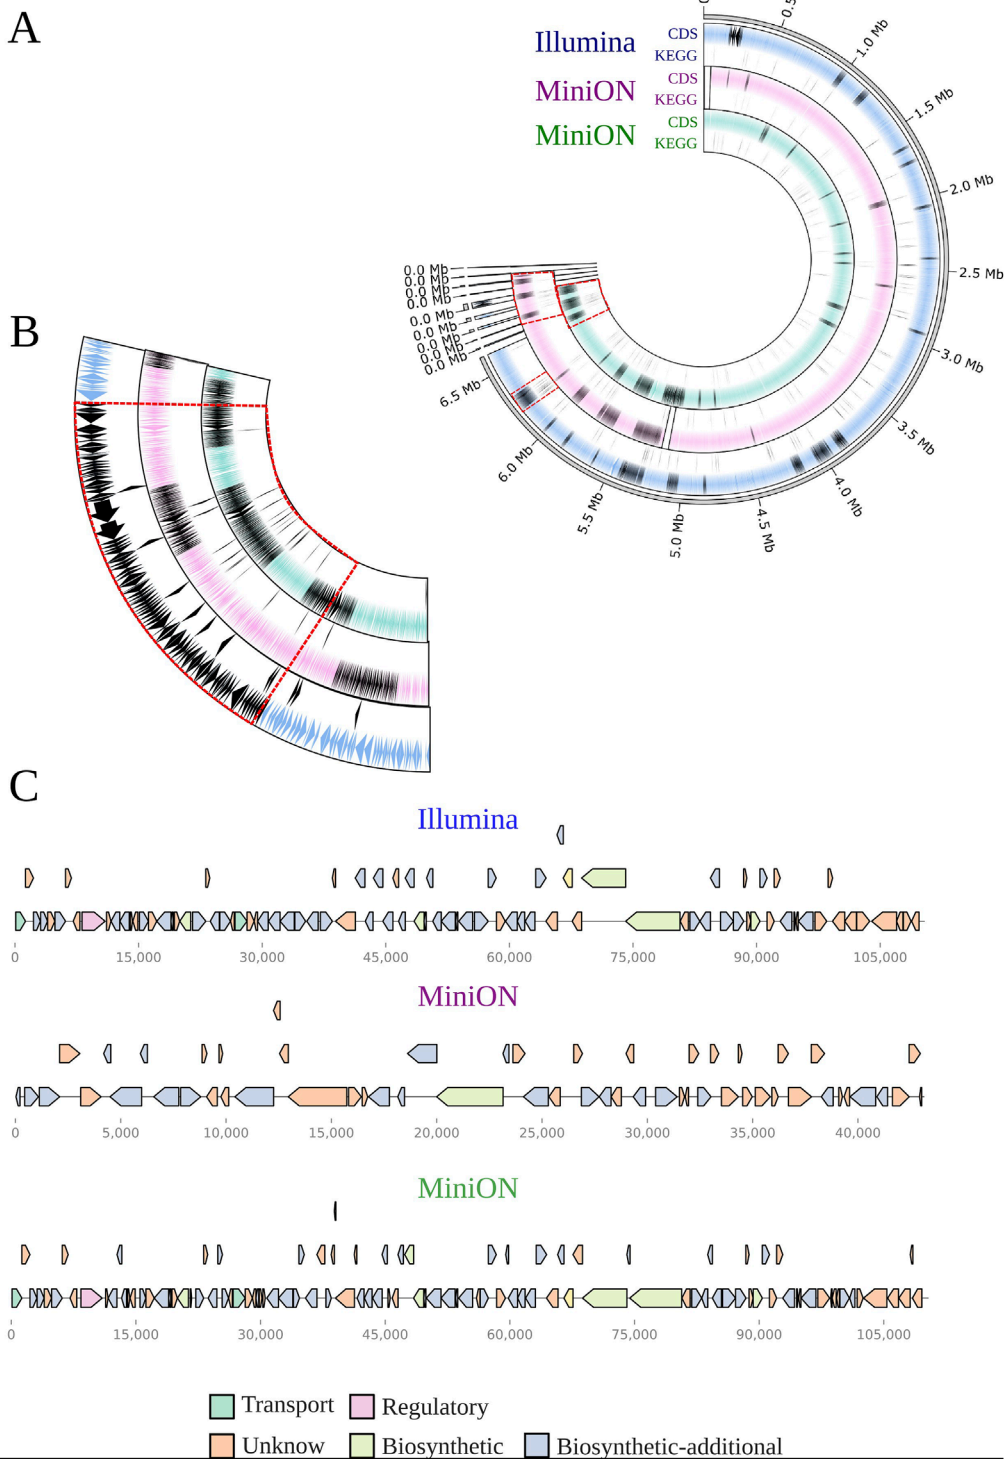 A
Illumina
CDS
KEGG
MiniON
CDS
KEGG
MiniON
CDS
KEGG
1.0 Mb
1.5 Mb
2.0 Mb
2.5 Mb
3.0 Mb
3.5 Mb
4.0 Mb
4.5 Mb
5.0 Mb
5.5 Mb
6.0 Mb
6.5 Mb
0.0 Mb
0.0 Mb
0.0 Mb
0.0 Mb
0.0 Mb
0.0 Mb
0.0 Mb
0.0 Mb
B
C
Illumina
0 15,000 30,000 45,000 60,000 75,000 90,000 105,000
MiniON
0 5,000 10,000 15,000 20,000 25,000 30,000 35,000 40,000
MiniON
0 15,000 30,000 45,000 60,000 75,000 90,000 105,000
Transport Regulatory
Unknow Biosynthetic Biosynthetic-additional